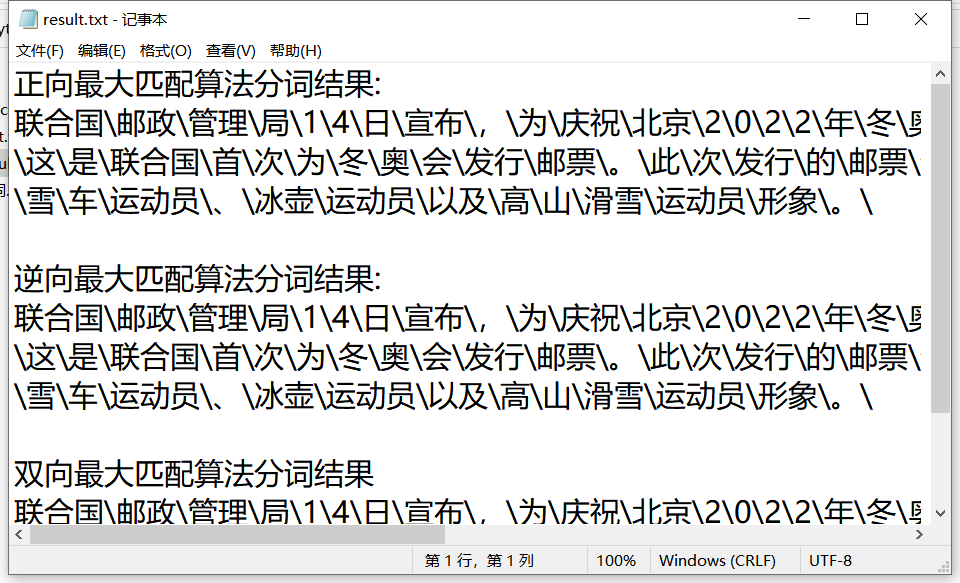 result.txt - 记事本
文件(F) 编辑(E) 格式(O) 查看(V) 帮助(H)
正向最大匹配算法分词结果:
联合国\邮政\管理\局\1\4\日\宣布\，\为\庆祝\北京\2\0\2\2\年\冬\奥
\这\是\联合国\首\次\为\冬\奥\会\发行\邮票\。\此\次\发行\的\邮票\
\雪\车\运动员\、\冰壶\运动员\以及\高\山\滑雪\运动员\形象\。\
逆向最大匹配算法分词结果:
联合国\邮政\管理\局\1\4\日\宣布\，\为\庆祝\北京\2\0\2\2\年\冬\奥
\这\是\联合国\首\次\为\冬\奥\会\发行\邮票\。\此\次\发行\的\邮票\
\雪\车\运动员\、\冰壶\运动员\以及\高\山\滑雪\运动员\形象\。\
双向最大匹配算法分词结果
联合国\邮政\管理\局\1\4\日\宣布\，\为\庆祝\北京\2\0\2\2\年\冬\奥
第 1 行，第 1 列 100% Windows (CRLF) UTF-8